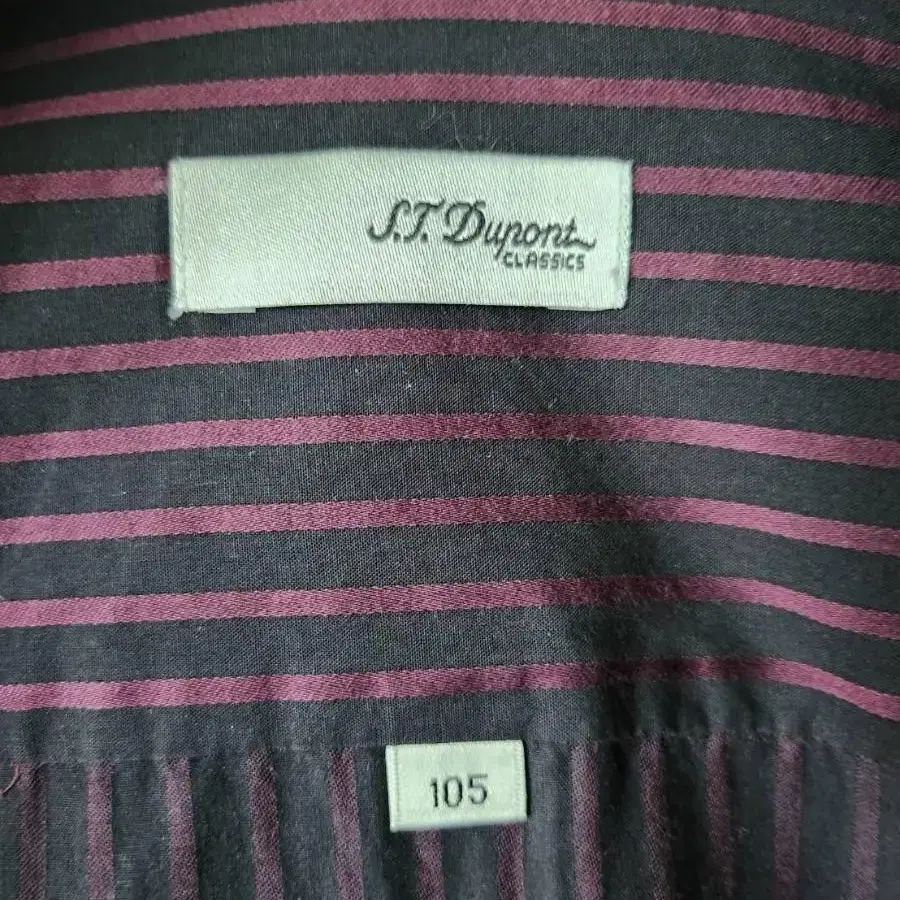 S.T. Dupont
CLASSICS
105